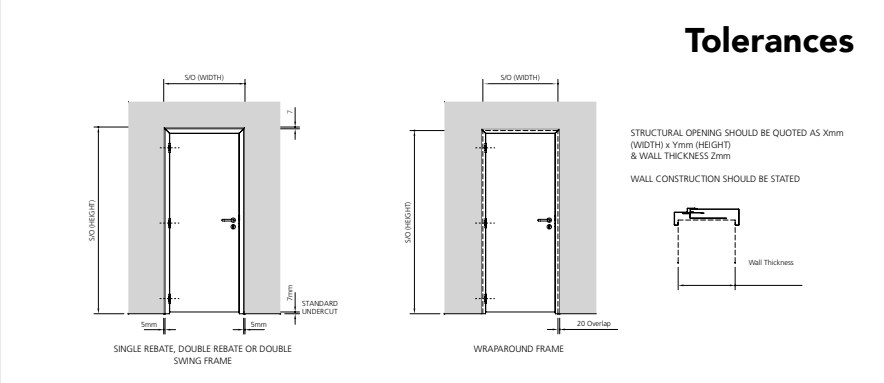 Tolerances
S/O (WIDTH)
7
S/O (HEIGHT)
7mm
STANDARD
UNDERCUT
5mm
5mm
SINGLE REBATE, DOUBLE REBATE OR DOUBLE
SWING FRAME
S/O (WIDTH)
S/O (HEIGHT)
20 Overlap
WRAPAROUND FRAME
STRUCTURAL OPENING SHOULD BE QUOTED AS Xmm
(WIDTH) x Ymm (HEIGHT)
& WALL THICKNESS Zmm
WALL CONSTRUCTION SHOULD BE STATED
Wall Thickness